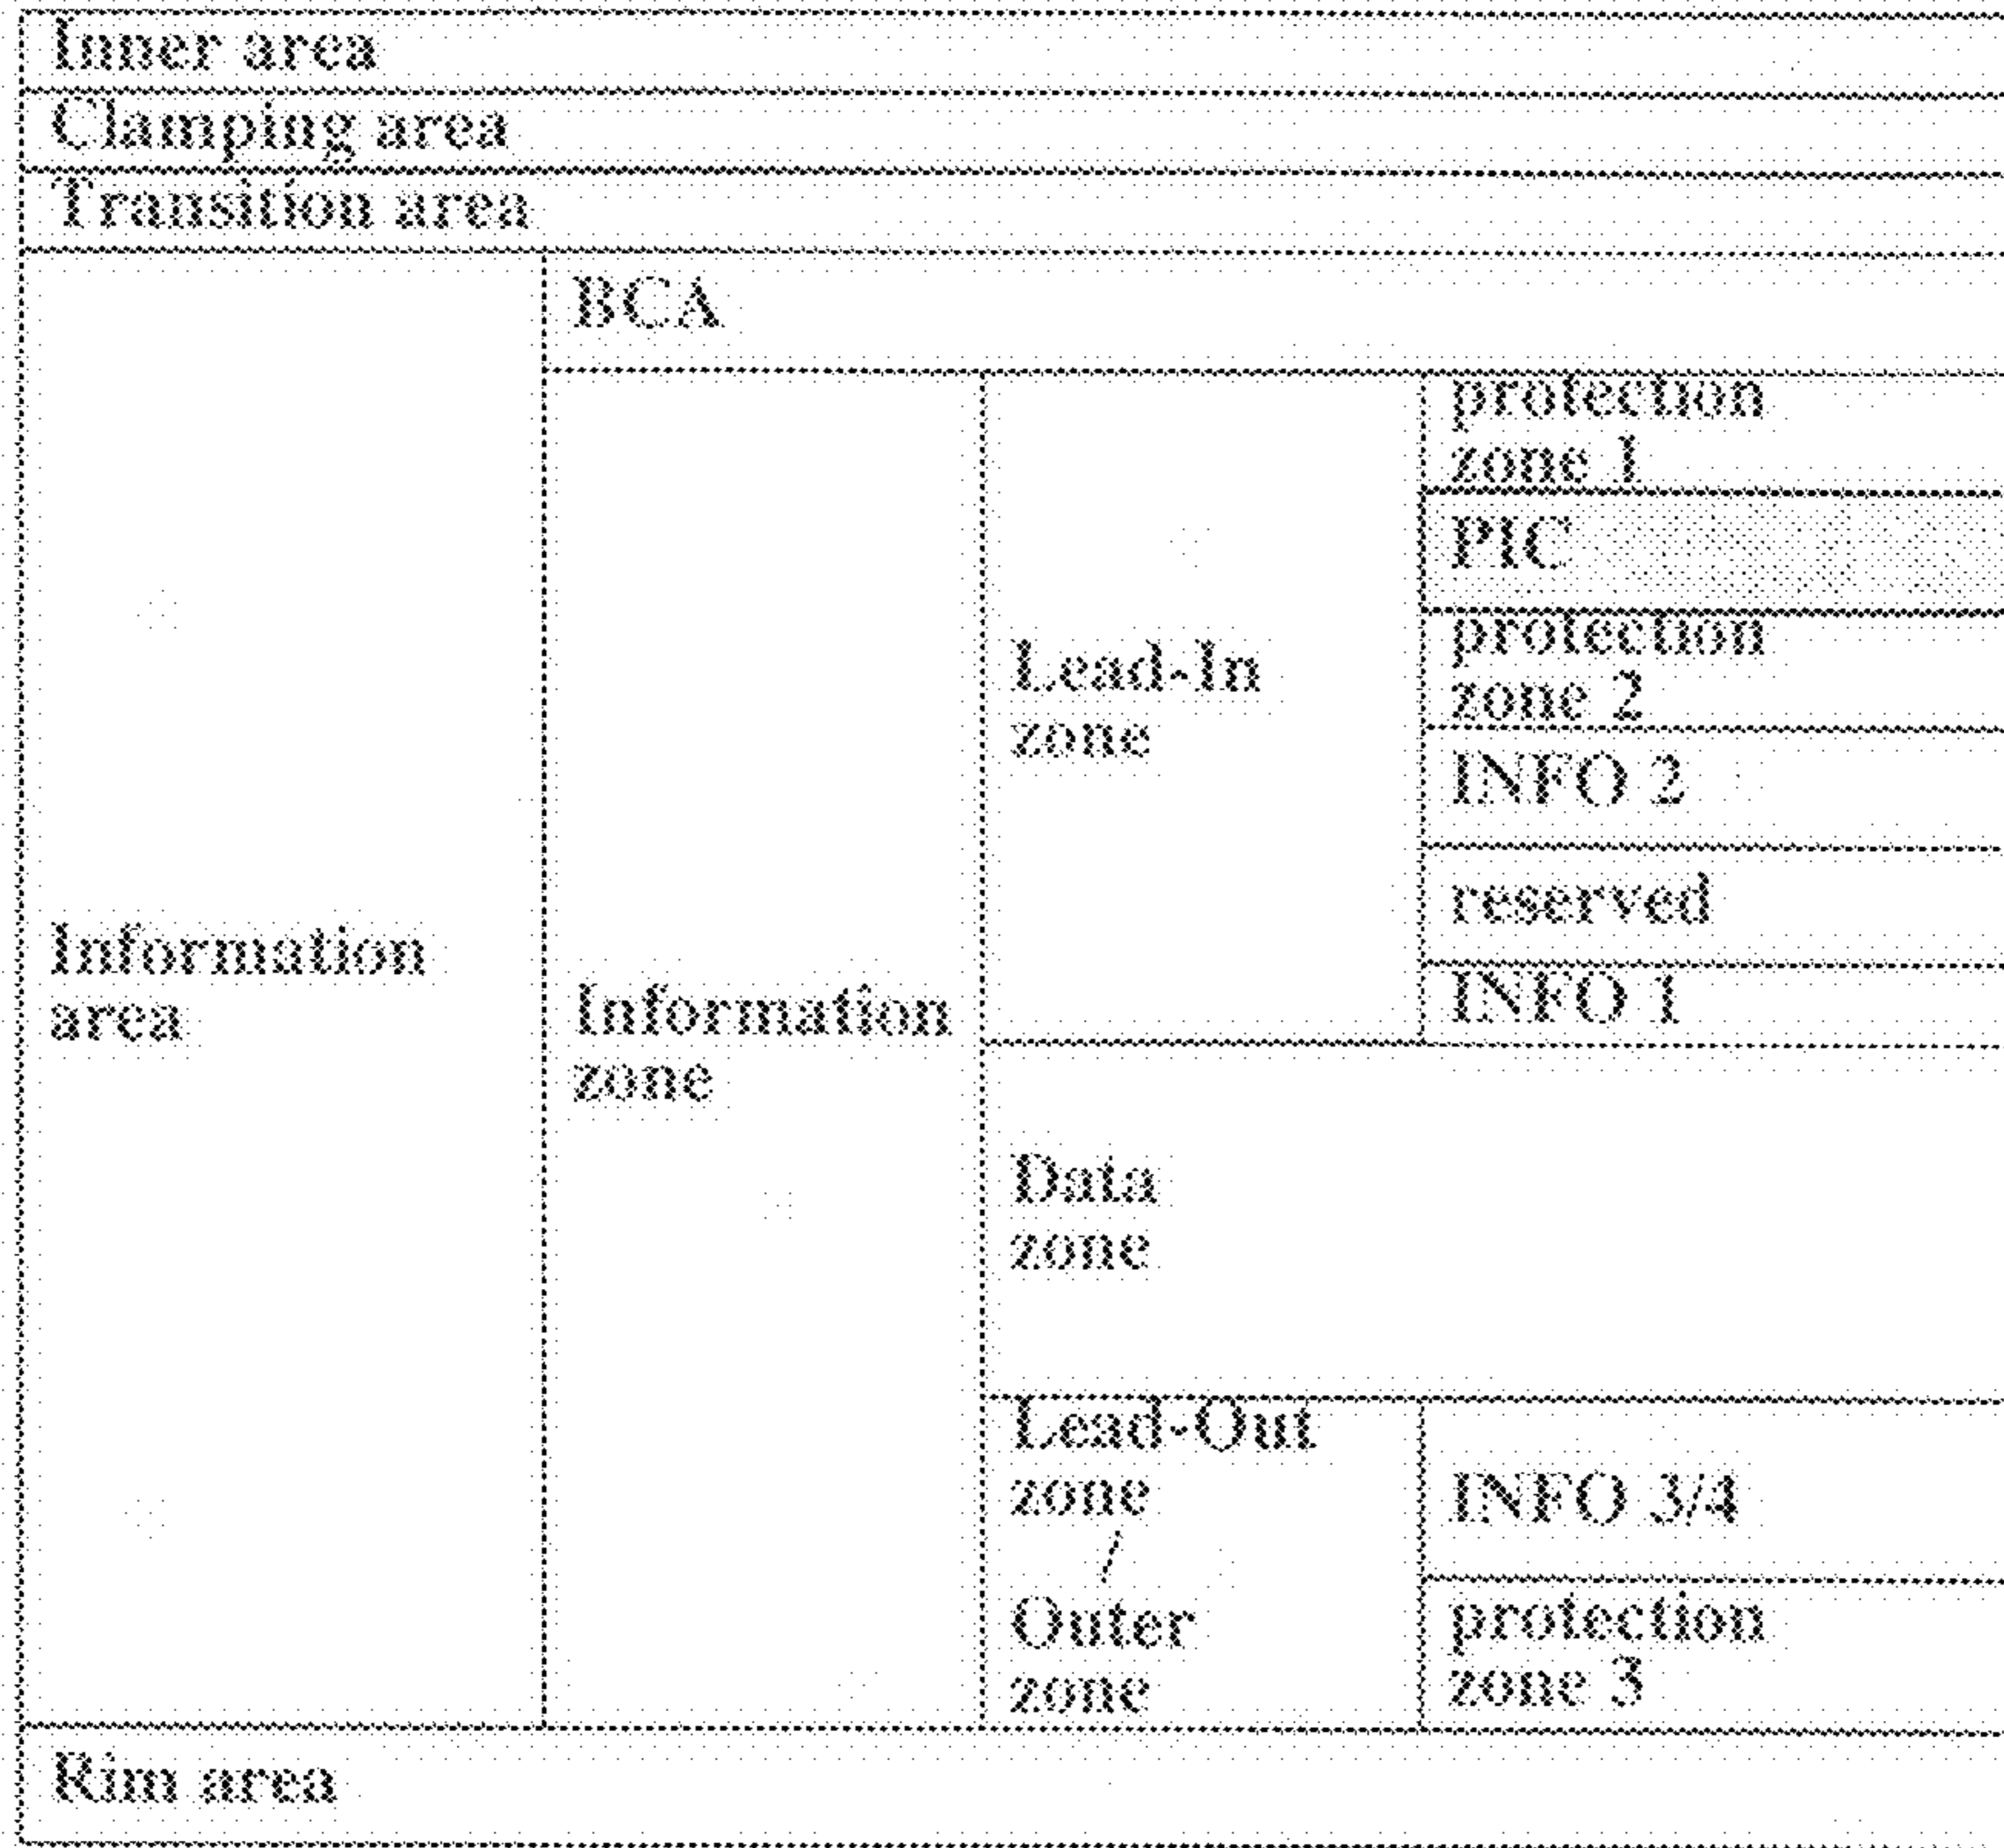 Inner area
Clamping area
Transition area
Information
area
BCA
Information
zone
Lead-In
zone
protection
zone 1
PIC
protection
zone 2
INFO 2
reserved
INFO 1
Data
zone
Lead-Out
zone
/
Outer
zone
INFO 3/4
protection
zone 3
Rim area